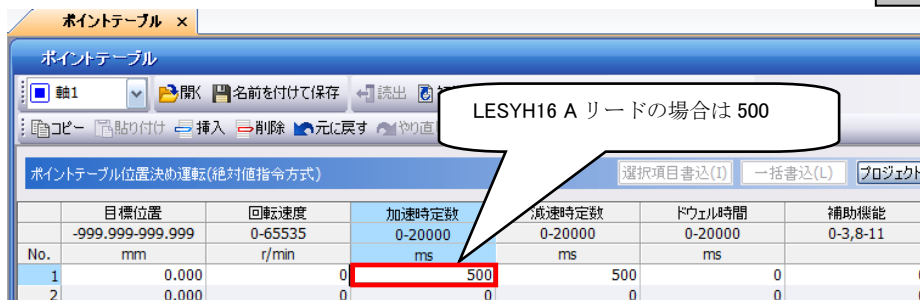 ポイントテーブル ×
ポイントテーブル
軸1 開く 名前を付けて保存 読出
コピー 貼り付け 挿入 削除 元に戻す やり直し
LESYH16 A リードの場合は 500
ポイントテーブル位置決め運転(絶対値指令方式) 選択項目書込(I) 一括書込(L) プロジェクト
目標位置 回転速度 加速時定数 減速時定数 ドウェル時間 補助機能
-999.999-999.999 0-65535 0-20000 0-20000 0-20000 0-3,8-11
No. mm r/min ms ms ms
1 0.000 0 500 500 0
2 0.000 0 0 0 0